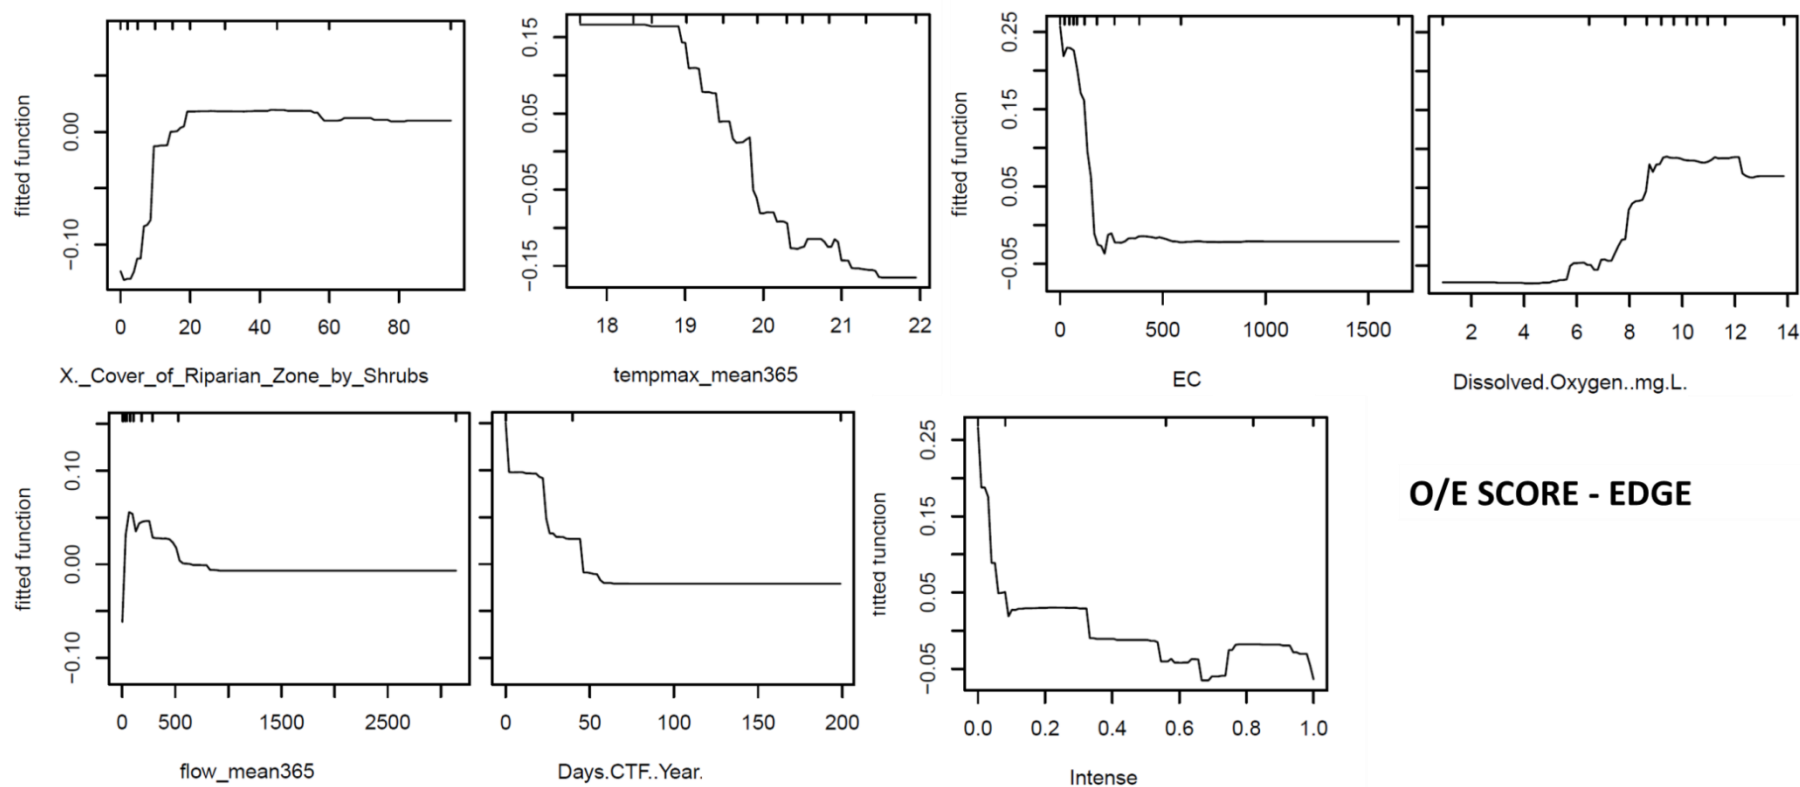 fitted function
0.00
-0.10
0 20 40 60 80
X._Cover_of_Riparian_Zone_by_Shrubs
0.15
0.05
-0.05
-0.15
18 19 20 21 22
tempmax_mean365
fitted function
0.25
0.15
0.05
-0.05
0 500 1000 1500
EC
2 4 6 8 10 12 14
Dissolved.Oxygen..mg.L.
fitted function
0.10
0.00
-0.10
0 500 1500 2500
flow_mean365
0 50 100 150 200
Days.CTF..Year.
fitted function
0.25
0.15
0.05
-0.05
0.0 0.2 0.4 0.6 0.8 1.0
Intense
O/E SCORE - EDGE